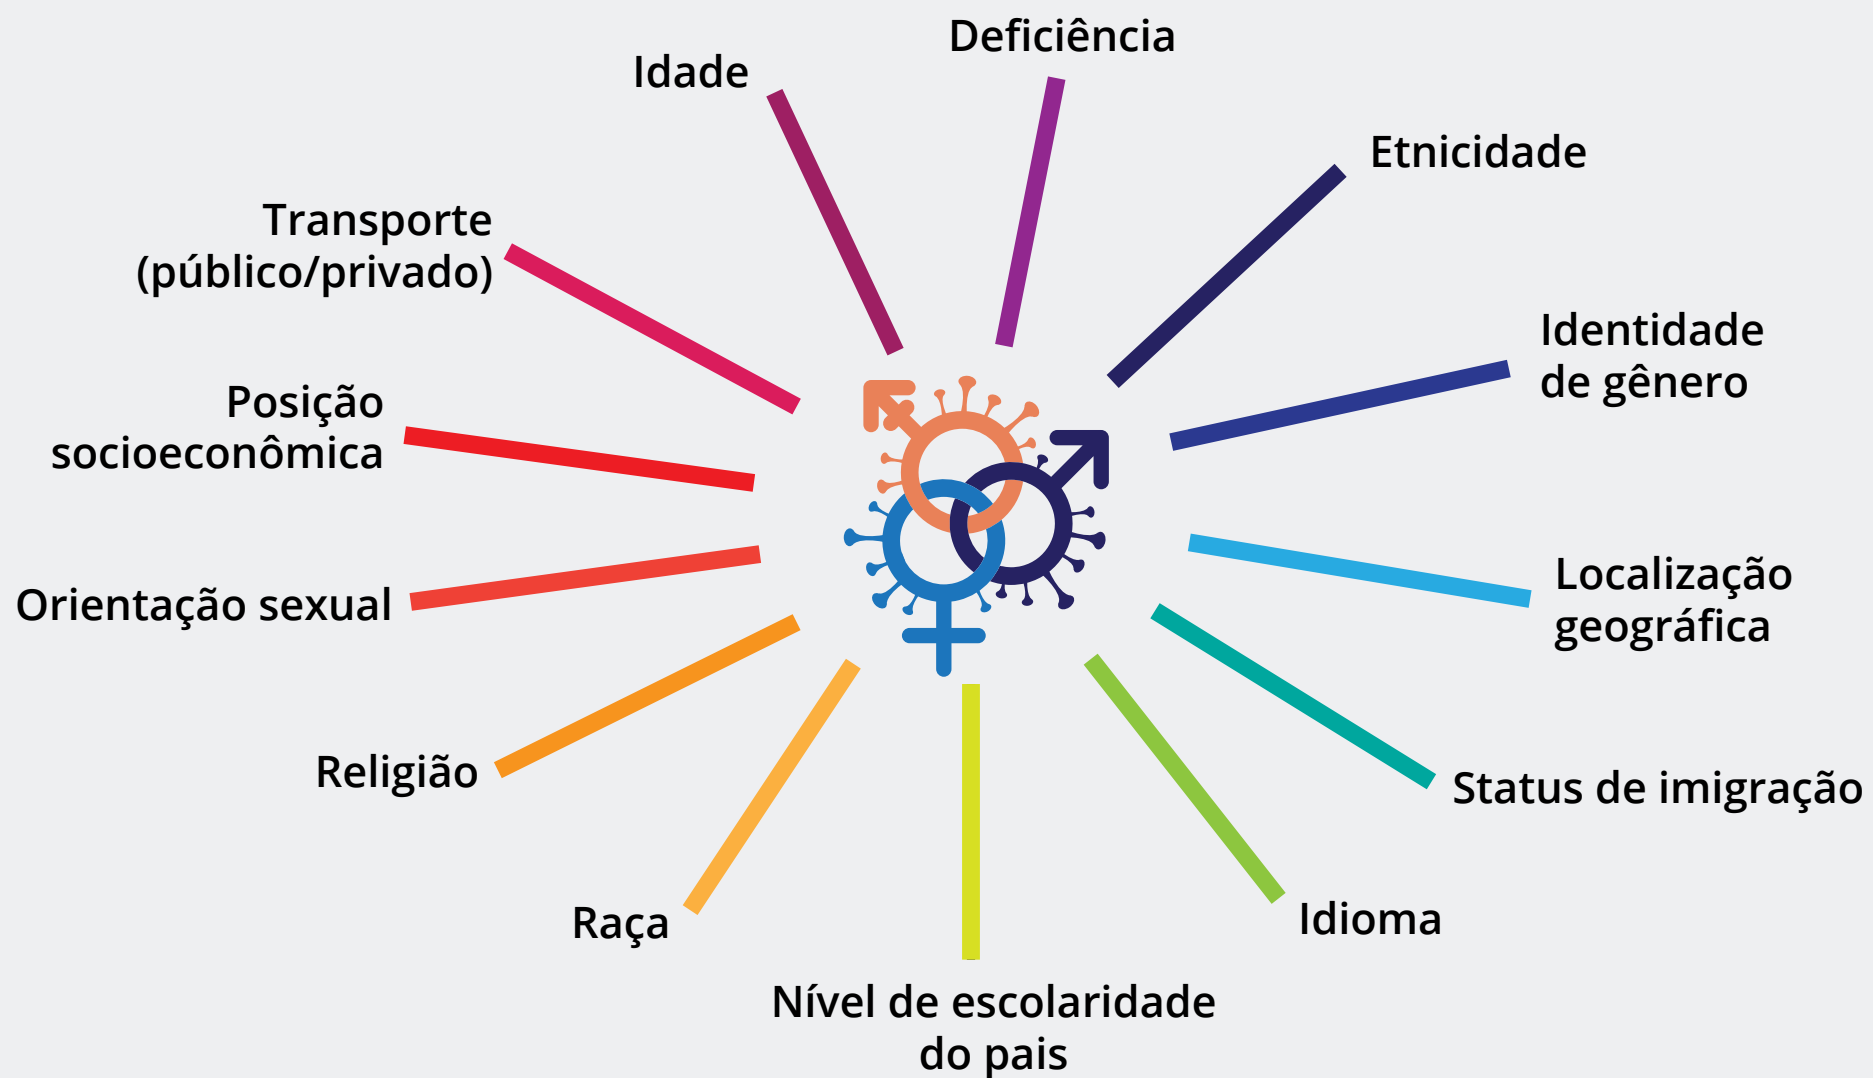 Deficiência
Idade
Etnicidade
Transporte
(público/privado)
Identidade
de gênero
Posição
socioeconômica
Localização
geográfica
Orientação sexual
Religião
Status de imigração
Raça
Idioma
Nível de escolaridade
do pais